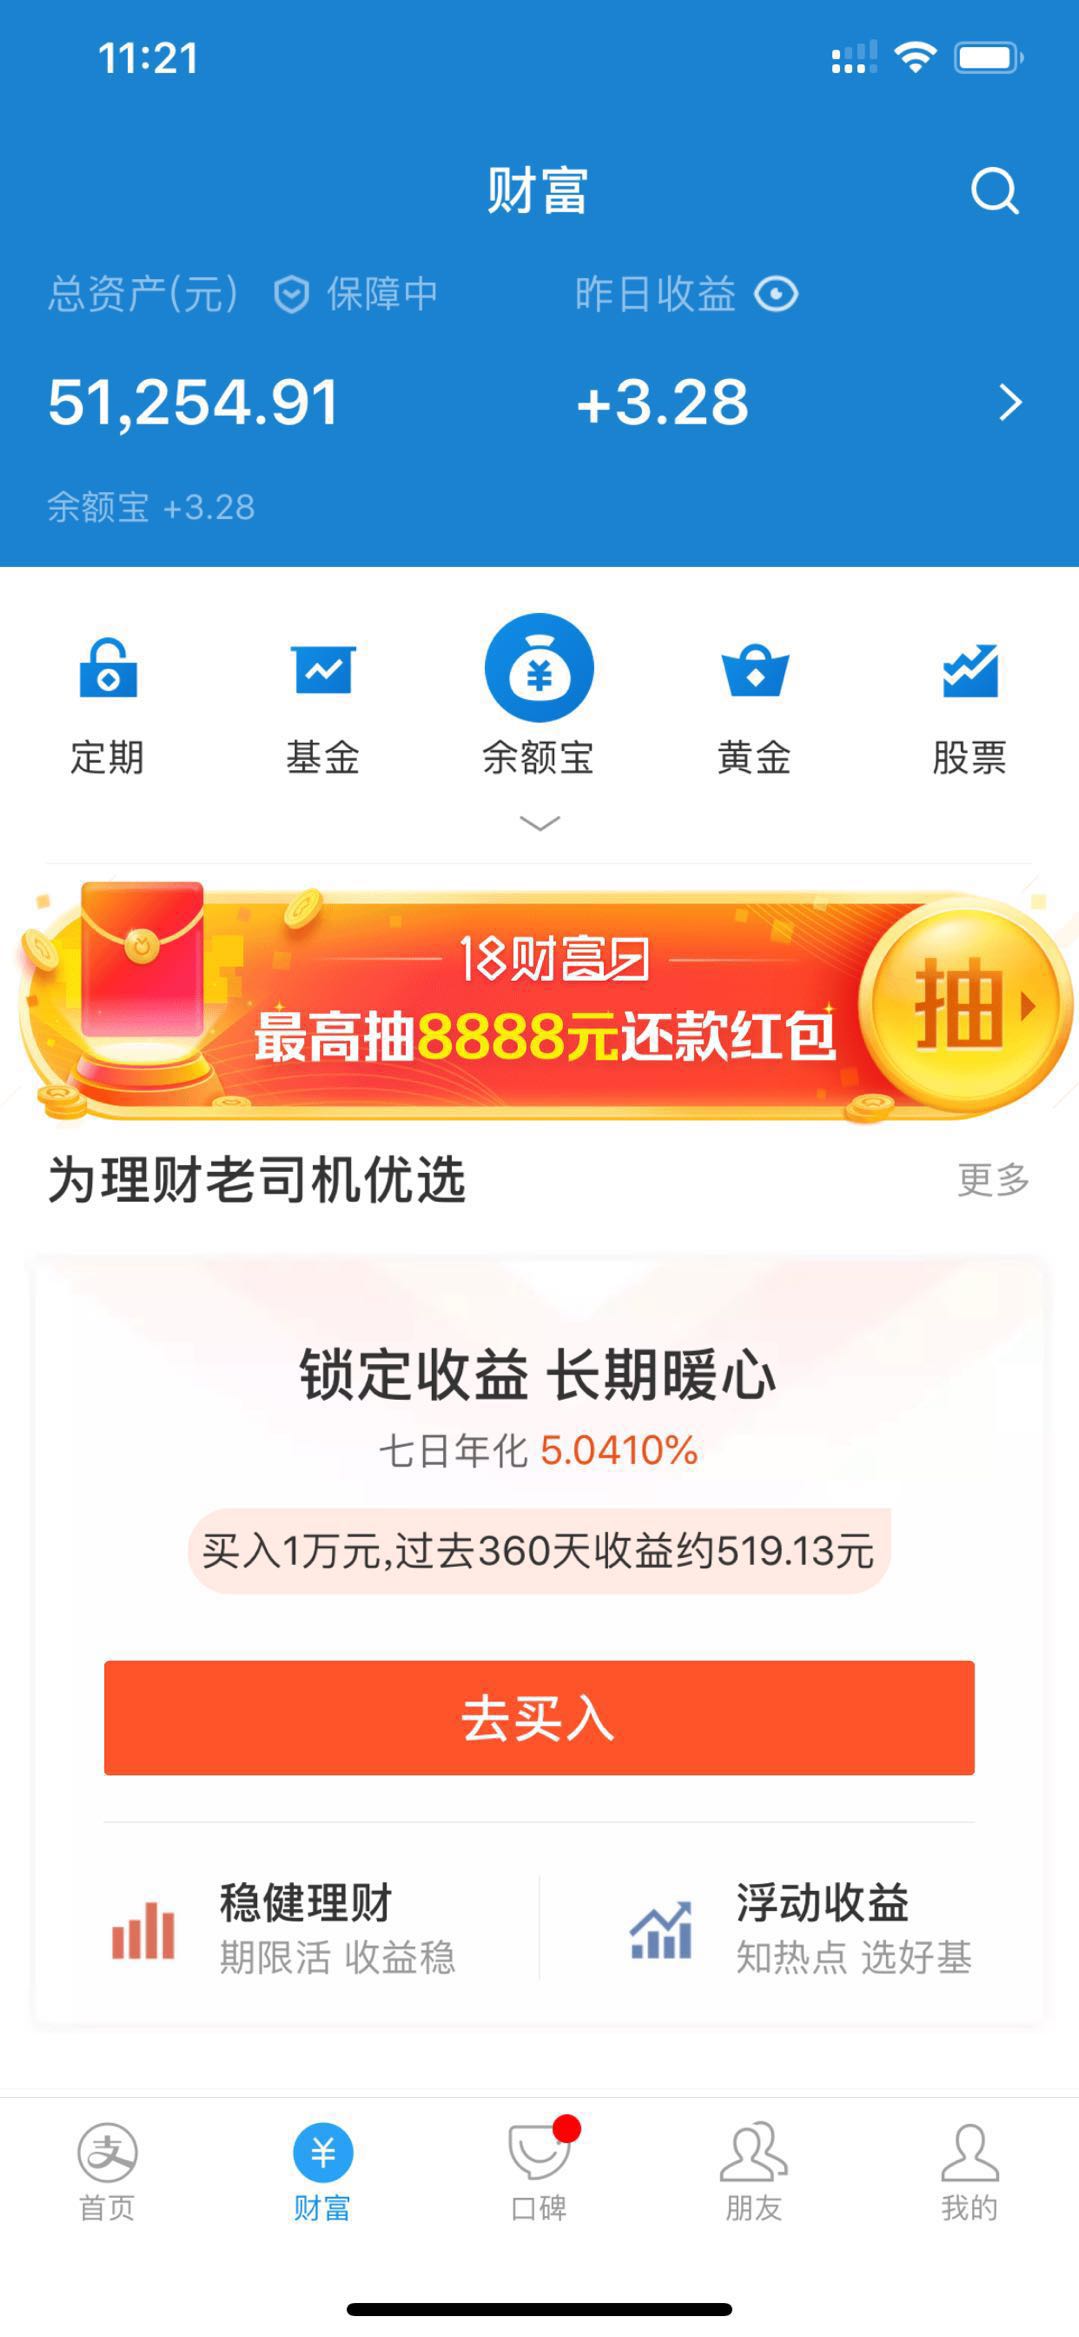 11:21
财富
总资产(元) 保障中 昨日收益
51,254.91 +3.28
余额宝 +3.28
定期 基金 余额宝 黄金 股票
18财富日
最高抽8888元还款红包
抽
为理财老司机优选 更多
锁定收益 长期暖心
七日年化 5.0410%
买入1万元,过去360天收益约519.13元
去买入
稳健理财 浮动收益
期限活 收益稳 知热点 选好基
首页 财富 口碑 朋友 我的